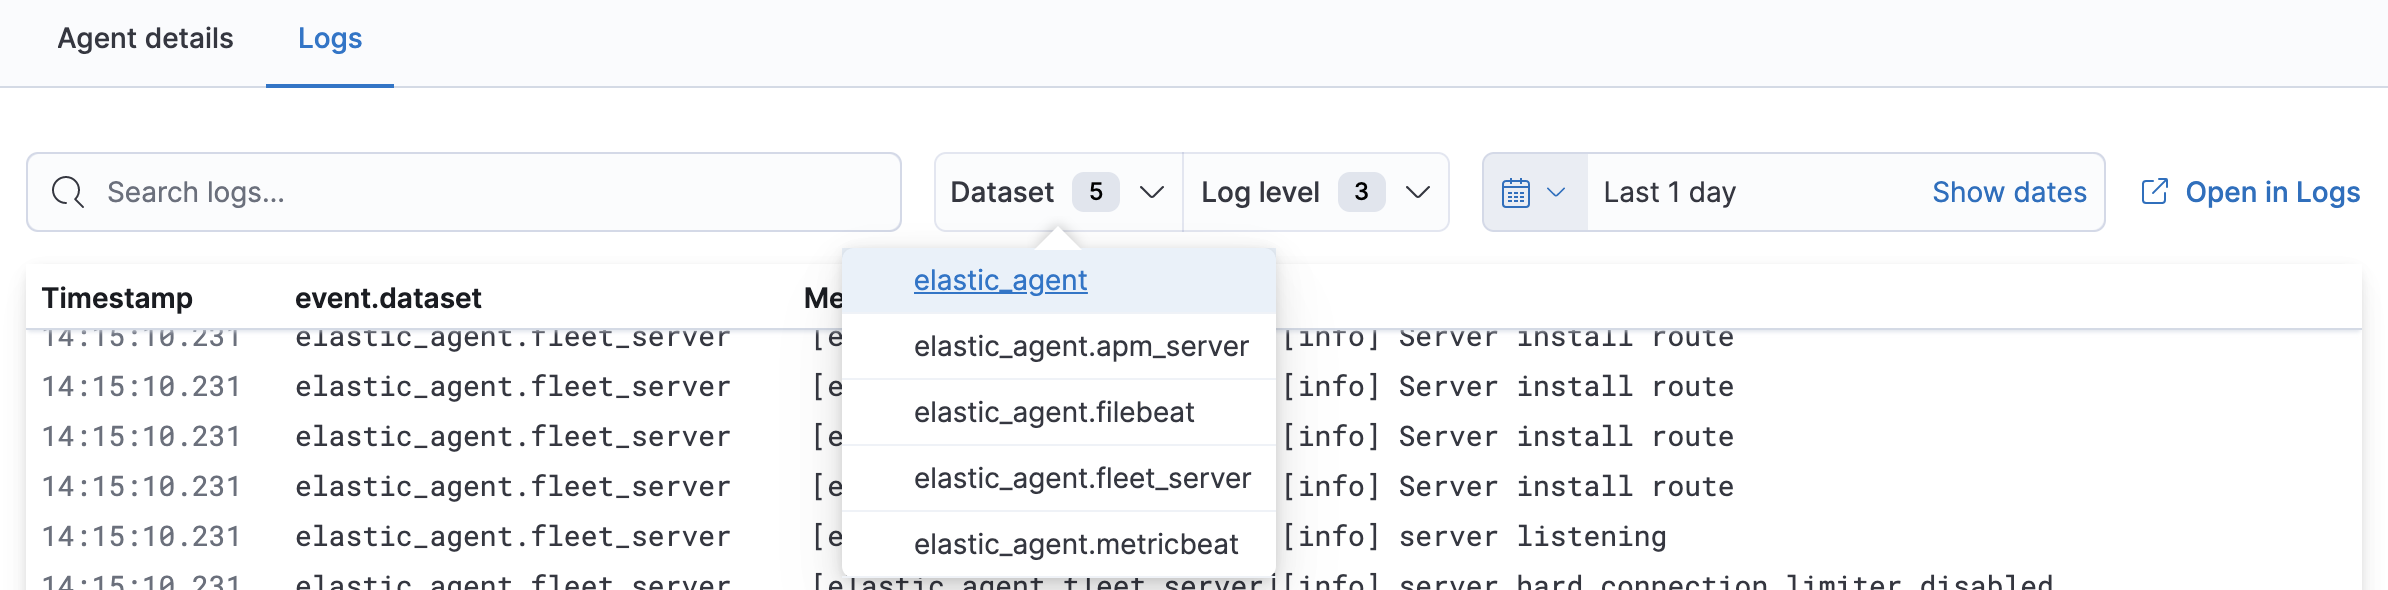 Agent details Logs
Search logs... Dataset 5 Log level 3 Last 1 day Show dates Open in Logs
Timestamp event.dataset
elastic_agent
elastic_agent.apm_server
elastic_agent.filebeat
elastic_agent.fleet_server
elastic_agent.metricbeat
14:15:10.231 elastic_agent.fleet_server [info] Server install route
14:15:10.231 elastic_agent.fleet_server [info] Server install route
14:15:10.231 elastic_agent.fleet_server [info] Server install route
14:15:10.231 elastic_agent.fleet_server [info] Server install route
14:15:10.231 elastic_agent.fleet_server [info] server listening
14:15:10.231 elastic_agent.fleet_server [elastic_agent.fleet_server][info] server hard connection limiter disabled